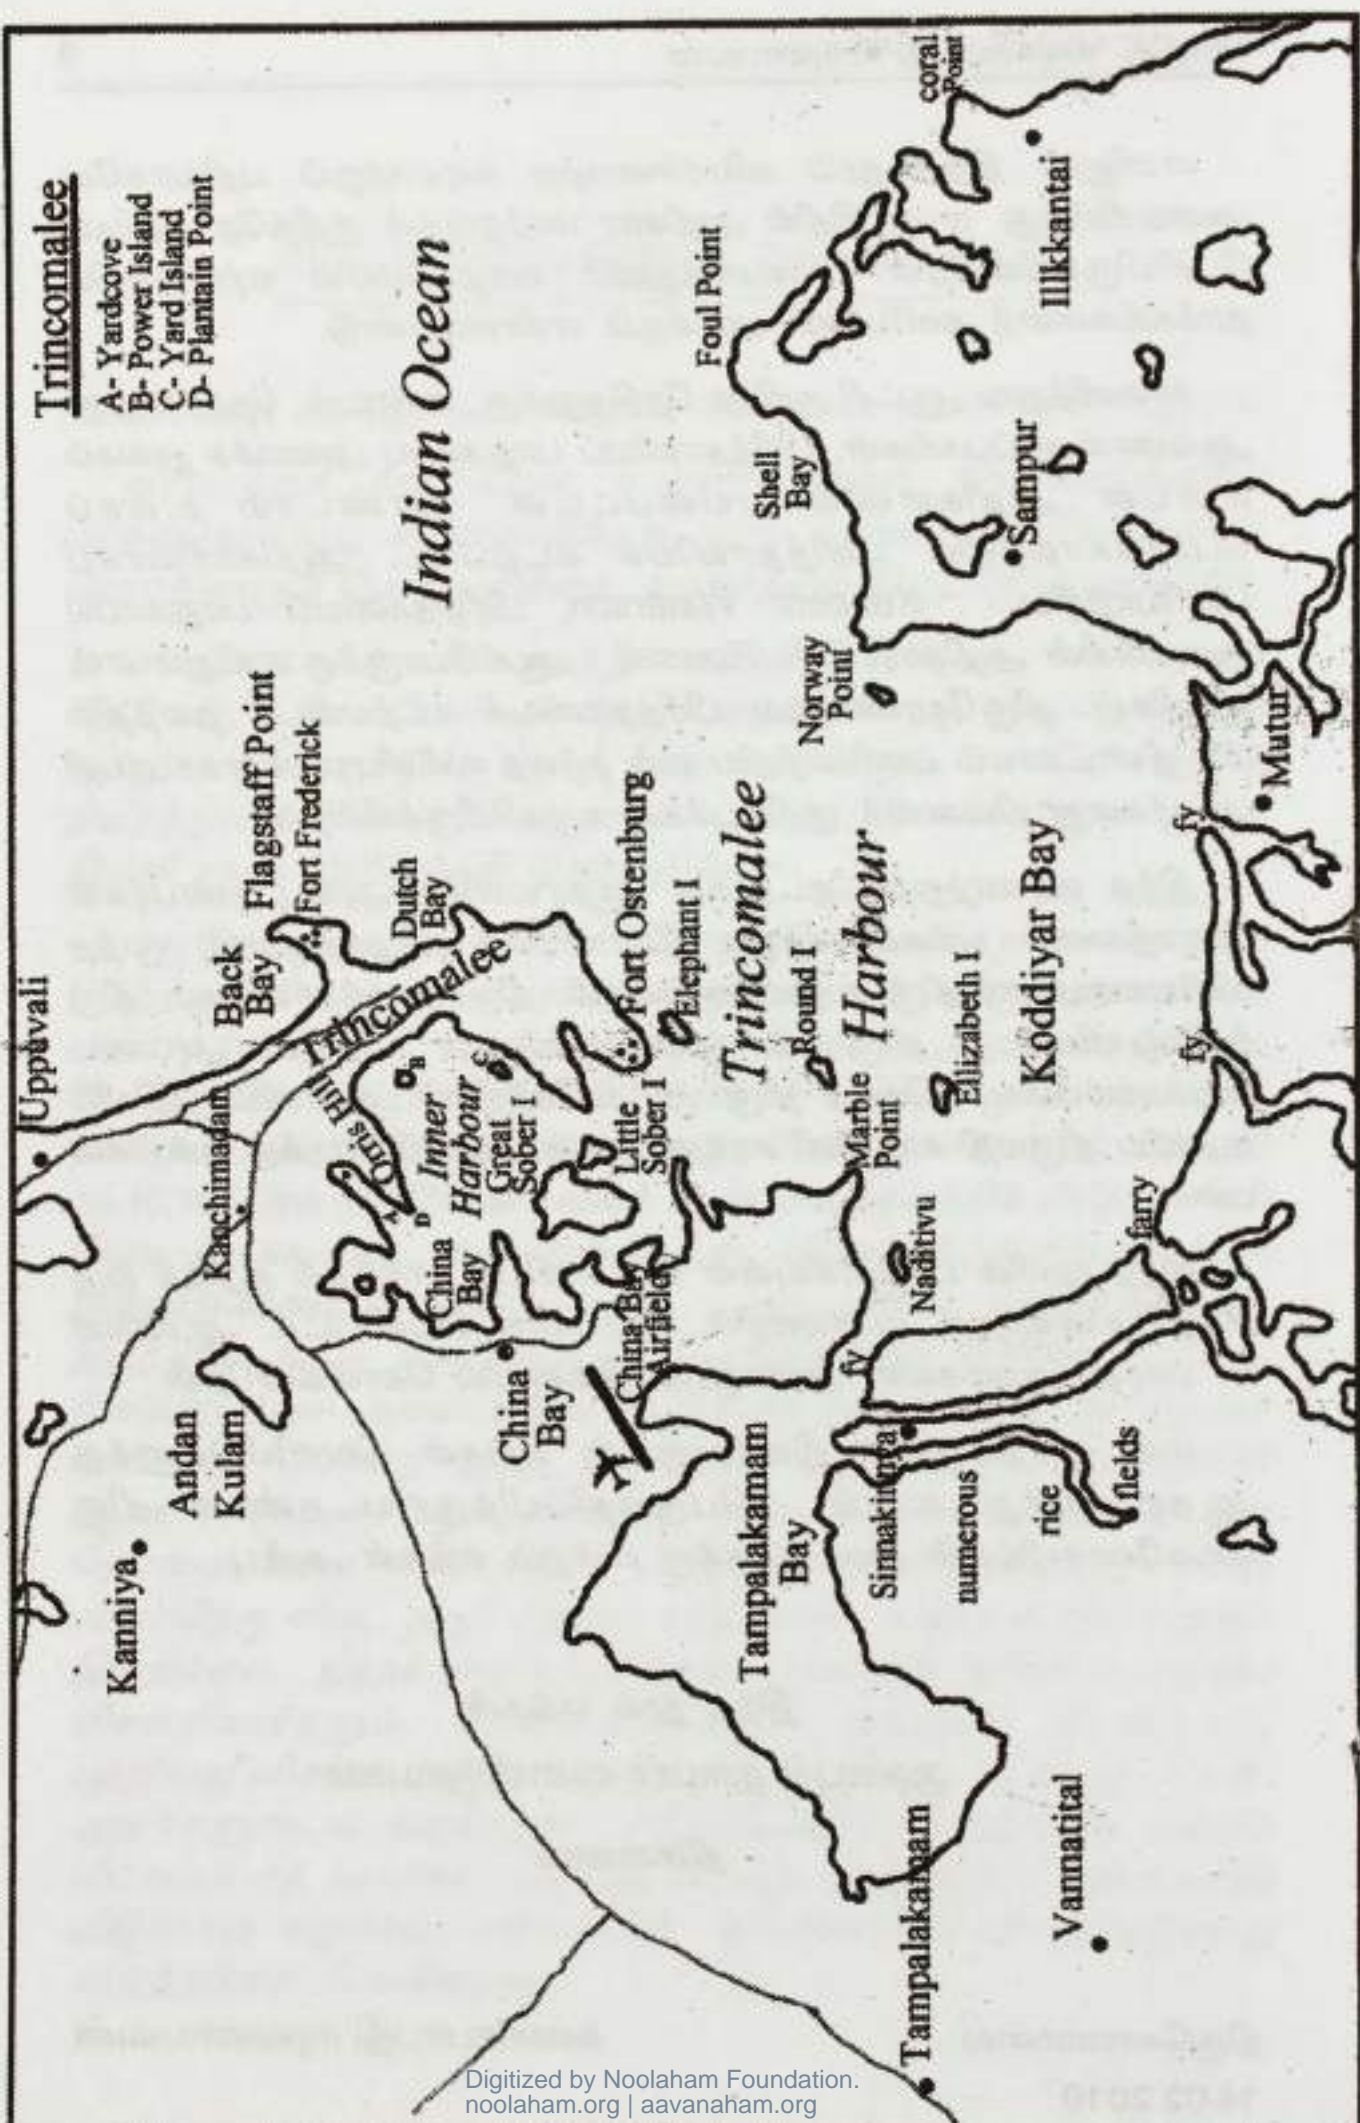 Trincomalee
A- Yardcove
B- Power Island
C- Yard Island
D- Plantain Point
Indian Ocean
Uppuvali
Back
Bay
Flagstaff Point
Fort Frederick
Dutch
Bay
Trincomalee
Orris Hill
Kanchimadam
Inner
Harbour
A
B
C
D
Great
Sober I
Little
Sober I
Fort Ostenburg
Elephant I
China
Bay
China Bay
Airfield
China
Bay
Andan
Kulam
Kanniya
Trincomalee
Harbour
Round I
Marble
Point
Elizabeth I
Koddiyar Bay
Naditivu
Norway
Point
Shell
Bay
Foul Point
coral
Point
Illkkantai
Sampur
Mutur
fy
fy
farry
fy
Tampalakamam
Bay
Sinnakinniya
numerous
rice
fields
Tampalakamam
Vannatital
Digitized by Noolaham Foundation.
noolaham.org | aavanaham.org